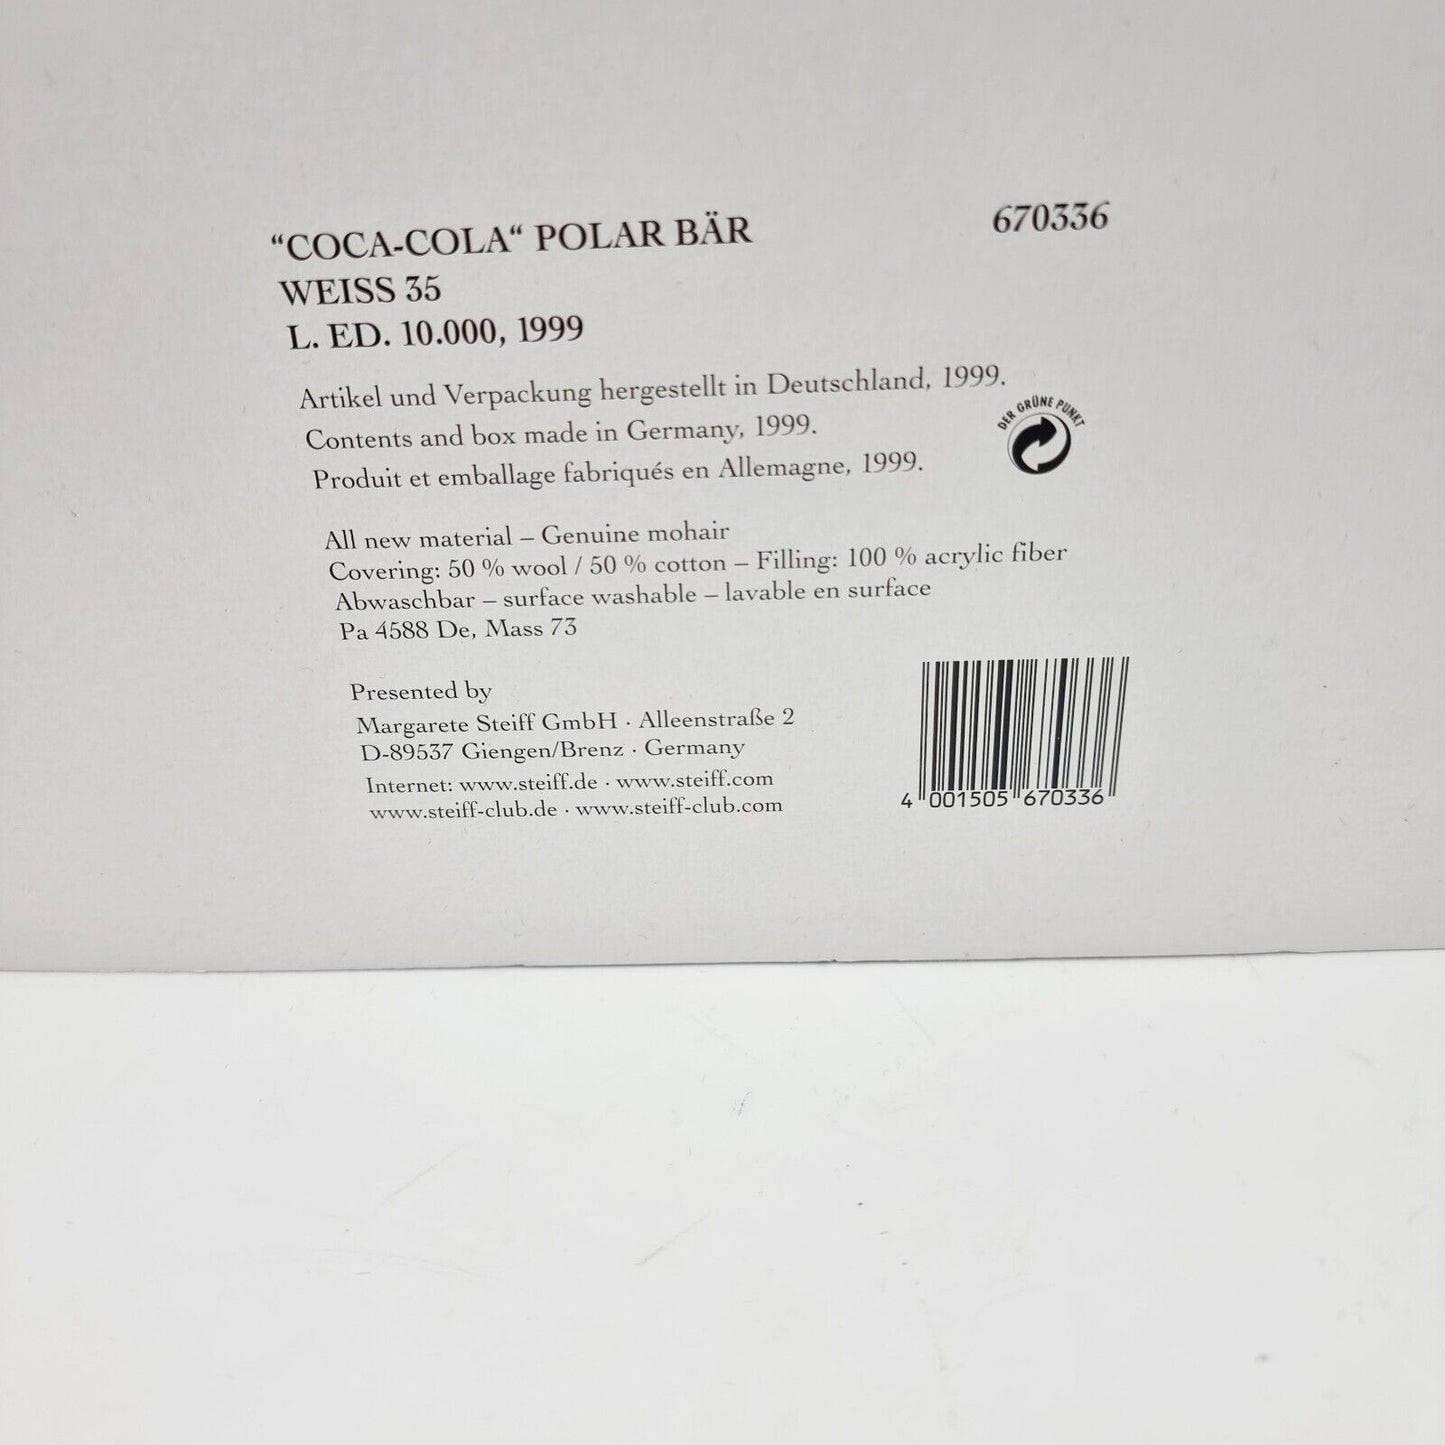 “COCA-COLA“ POLAR BÄR 670336
WEISS 35
L. ED. 10.000, 1999
Artikel und Verpackung hergestellt in Deutschland, 1999.
Contents and box made in Germany, 1999.
Produit et emballage fabriqués en Allemagne, 1999.
DER GRÜNE PUNKT
All new material – Genuine mohair
Covering: 50 % wool / 50 % cotton – Filling: 100 % acrylic fiber
Abwaschbar – surface washable – lavable en surface
Pa 4588 De, Mass 73
Presented by
Margarete Steiff GmbH · Alleenstraße 2
D-89537 Giengen/Brenz · Germany
Internet: www.steiff.de · www.steiff.com
www.steiff-club.de · www.steiff-club.com
4 001505 670336